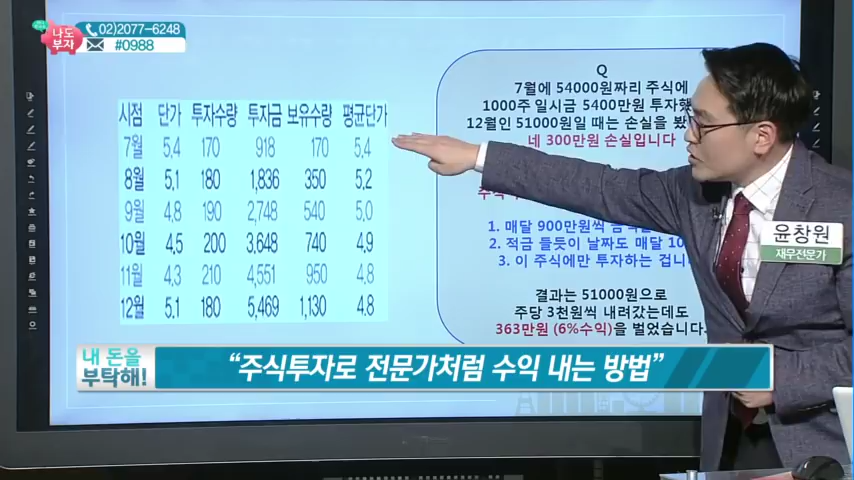 나도
부자
02)2077-6248
#0988
시점 단가 투자수량 투자금 보유수량 평균단가
7월 5,4 170 918 170 5,4
8월 5.1 180 1,836 350 5,2
9월 4,8 190 2,748 540 5,0
10월 4,5 200 3,648 740 4,9
11월 4,3 210 4,551 950 4,8
12월 5,1 180 5,469 1,130 4.8
Q
7월에 54000원짜리 주식에
1000주 일시금 5400만원 투자했
12월인 51000원일 때는 손실을 봤
네 300만원 손실입니다
1. 매달 900만원씩
2. 적금 들듯이 날짜도 매달 10
3. 이 주식에만 투자하는 겁니
결과는 51000원으로
주당 3천원씩 내려갔는데도
363만원 (6%수익)을 벌었습니다.
윤창원
재무전문가
내 돈을
부탁해!
“주식투자로 전문가처럼 수익 내는 방법”